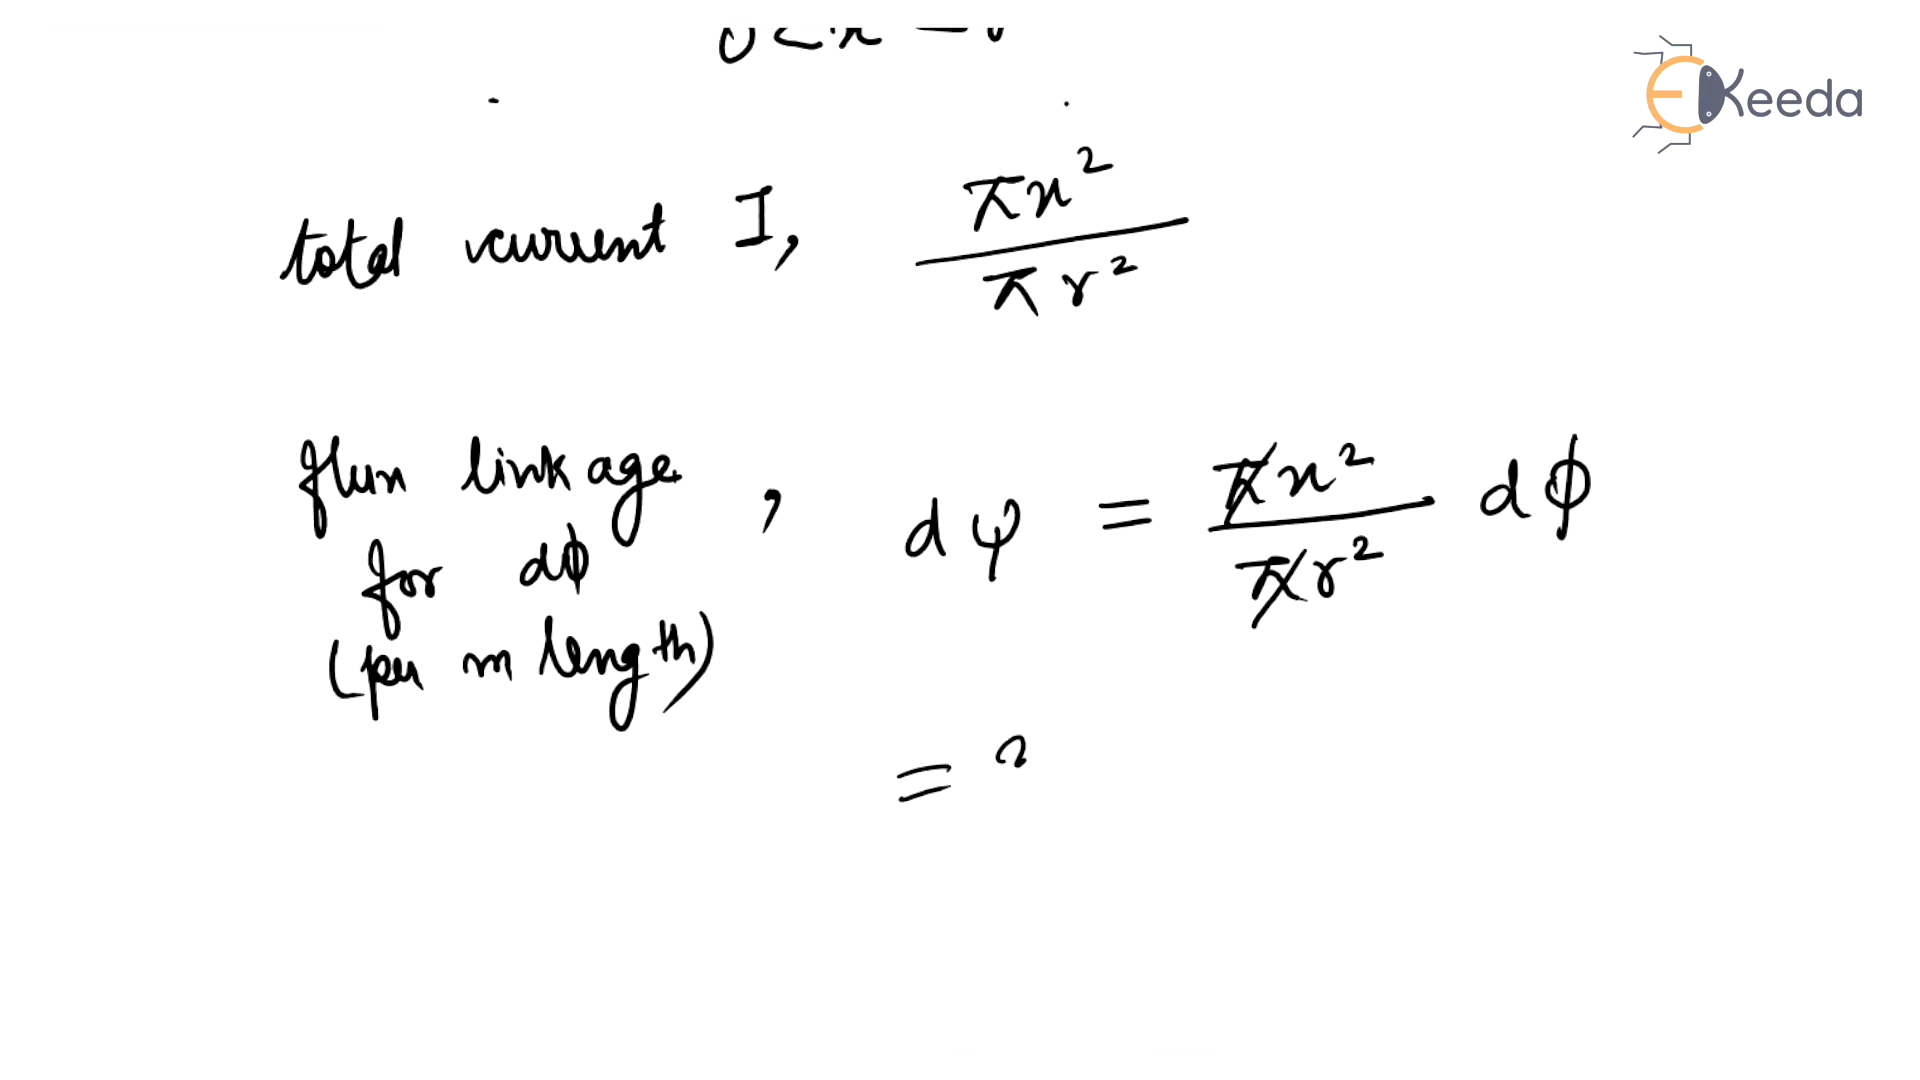 EKeeda
total current I, πx² / πr²
flux linkage, dψ = πx² / πr² dϕ
for dϕ
(per m length)
=